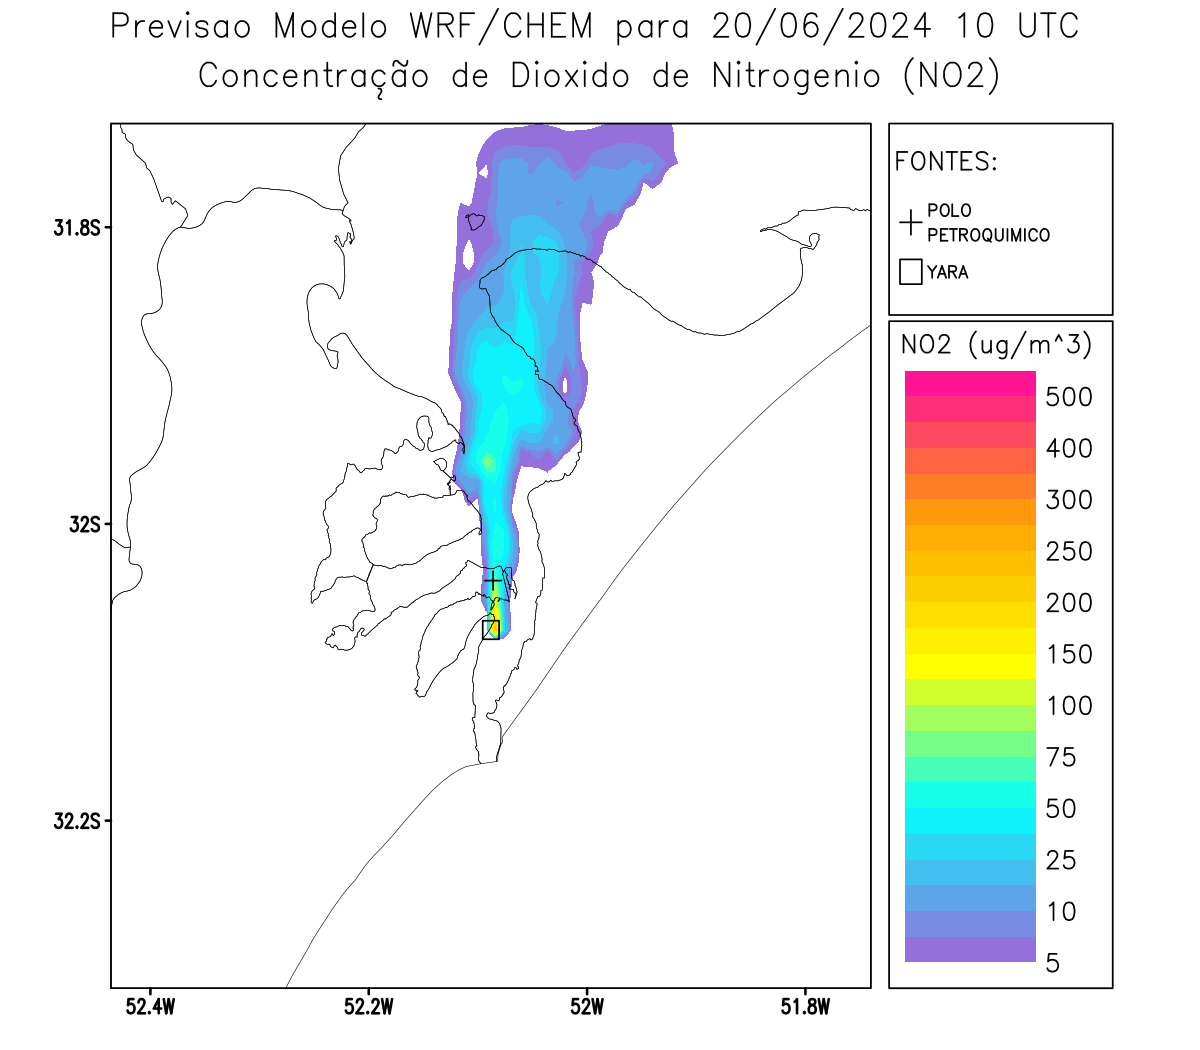 Previsao Modelo WRF/CHEM para 20/06/2024 10 UTC
Concentração de Dioxido de Nitrogenio (NO2)
FONTES:
POLO
PETROQUIMICO
YARA
31.8S
32S
32.2S
52.4W
52.2W
52W
51.8W
NO2 (ug/m^3)
500
400
300
250
200
150
100
75
50
25
10
5